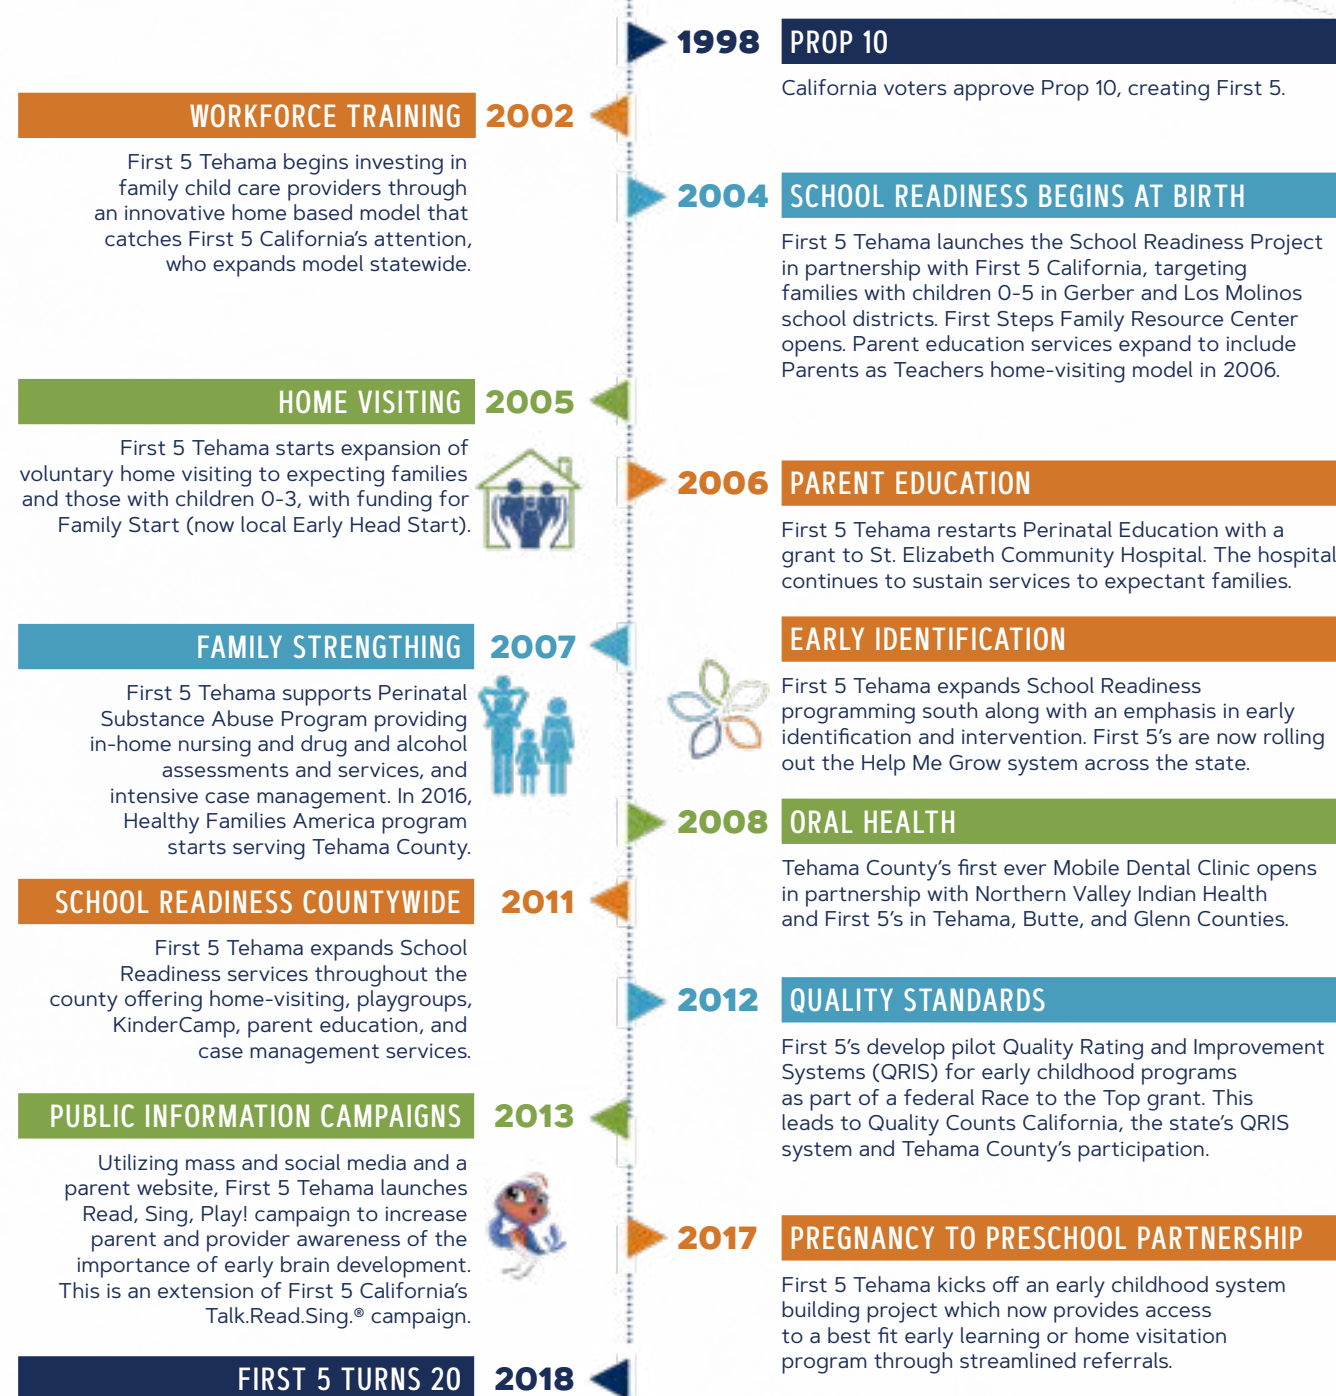 1998 PROP 10
California voters approve Prop 10, creating First 5.
WORKFORCE TRAINING 2002
First 5 Tehama begins investing in
family child care providers through
an innovative home based model that
catches First 5 California's attention,
who expands model statewide.
2004 SCHOOL READINESS BEGINS AT BIRTH
First 5 Tehama launches the School Readiness Project
in partnership with First 5 California, targeting
families with children 0-5 in Gerber and Los Molinos
school districts. First Steps Family Resource Center
opens. Parent education services expand to include
Parents as Teachers home-visiting model in 2006.
HOME VISITING 2005
First 5 Tehama starts expansion of
voluntary home visiting to expecting families
and those with children 0-3, with funding for
Family Start (now local Early Head Start).
2006 PARENT EDUCATION
First 5 Tehama restarts Perinatal Education with a
grant to St. Elizabeth Community Hospital. The hospital
continues to sustain services to expectant families.
EARLY IDENTIFICATION
First 5 Tehama expands School Readiness
programming south along with an emphasis in early
identification and intervention. First 5's are now rolling
out the Help Me Grow system across the state.
FAMILY STRENGTHING 2007
First 5 Tehama supports Perinatal
Substance Abuse Program providing
in-home nursing and drug and alcohol
assessments and services, and
intensive case management. In 2016,
Healthy Families America program
starts serving Tehama County.
2008 ORAL HEALTH
Tehama County's first ever Mobile Dental Clinic opens
in partnership with Northern Valley Indian Health
and First 5's in Tehama, Butte, and Glenn Counties.
SCHOOL READINESS COUNTYWIDE 2011
First 5 Tehama expands School
Readiness services throughout the
county offering home-visiting, playgroups,
KinderCamp, parent education, and
case management services.
2012 QUALITY STANDARDS
First 5's develop pilot Quality Rating and Improvement
Systems (QRIS) for early childhood programs
as part of a federal Race to the Top grant. This
leads to Quality Counts California, the state's QRIS
system and Tehama County's participation.
PUBLIC INFORMATION CAMPAIGNS 2013
Utilizing mass and social media and a
parent website, First 5 Tehama launches
Read, Sing, Play! campaign to increase
parent and provider awareness of the
importance of early brain development.
This is an extension of First 5 California's
Talk.Read.Sing.® campaign.
2017 PREGNANCY TO PRESCHOOL PARTNERSHIP
First 5 Tehama kicks off an early childhood system
building project which now provides access
to a best fit early learning or home visitation
program through streamlined referrals.
FIRST 5 TURNS 20 2018